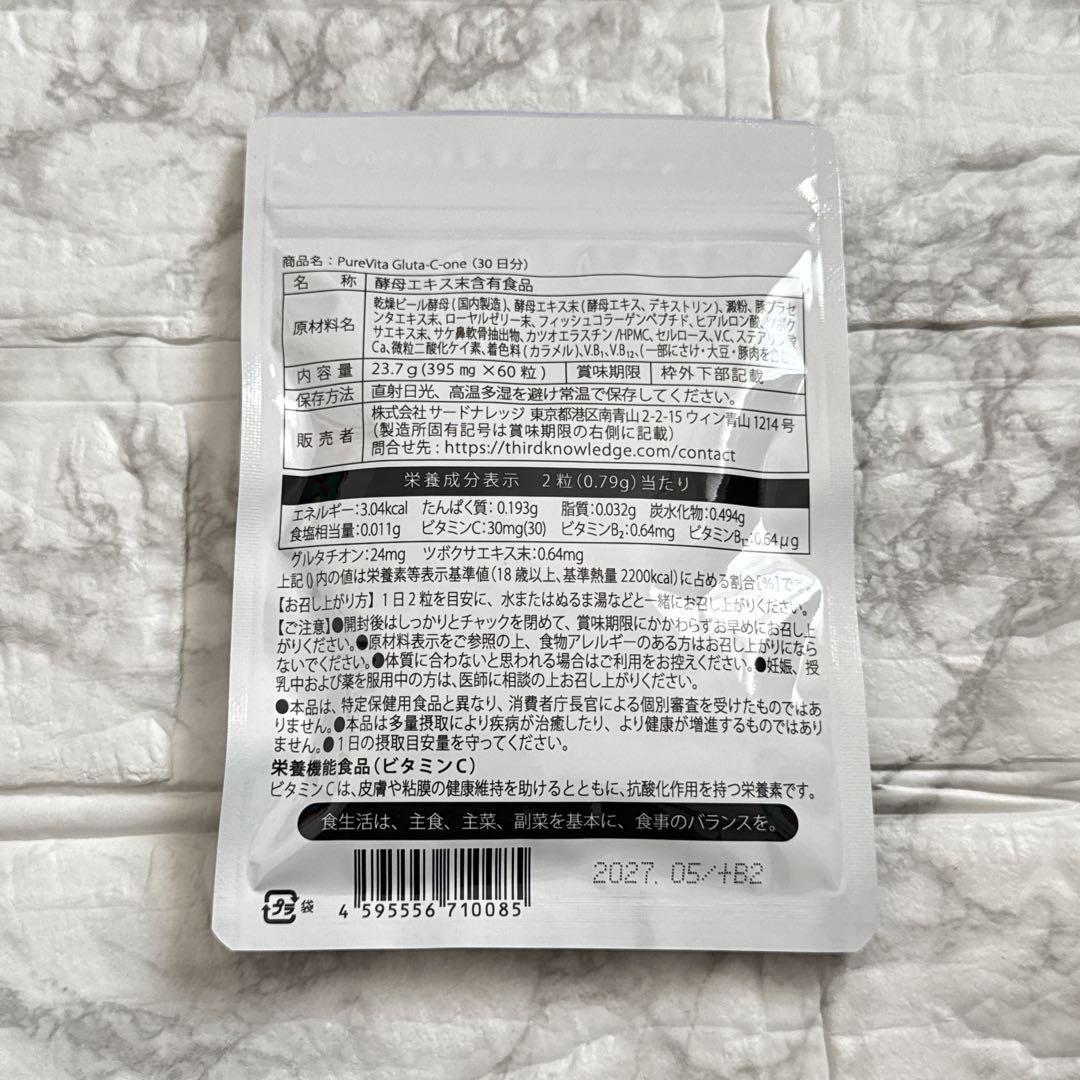 商品名：PureVita Gluta-C-one（30日分）
名 称 酵母エキス末含有食品
原材料名 乾燥ビール酵母(国内製造)、酵母エキス末(酵母エキス、デキストリン)、澱粉、豚プラセ
ンタエキス末、ローヤルゼリー末、フィッシュコラーゲンペプチド、ヒアルロン酸、ツボク
サエキス末、サケ鼻軟骨抽出物、カツオエラスチン/HPMC、セルロース、V.C、ステアリン酸
Ca、微粒二酸化ケイ素、着色料(カラメル)、V.B₁、V.B₁₂、(一部にさけ・大豆・豚肉を含む)
内容量 23.7g(395㎎×60粒) 賞味期限 枠外下部記載
保存方法 直射日光、高温多湿を避け常温で保存してください。
販売者 株式会社サードナレッジ 東京都港区南青山2-2-15 ウィン青山1214号
(製造所固有記号は賞味期限の右側に記載)
問合せ先：https://thirdknowledge.com/contact
栄養成分表示 2粒(0.79g)当たり
エネルギー：3.04kcal たんぱく質：0.193g 脂質：0.032g 炭水化物：0.494g
食塩相当量：0.011g ビタミンC：30mg(30) ビタミンB₂：0.64mg ビタミンB₁：0.64μg
グルタチオン：24mg ツボクサエキス末：0.64mg
上記()内の値は栄養素等表示基準値(18歳以上、基準熱量2200kcal)に占める割合[%]です。
【お召し上がり方】1日2粒を目安に、水またはぬるま湯などと一緒にお召し上がりください。
【ご注意】●開封後はしっかりとチャックを閉めて、賞味期限にかかわらずお早めにお召し上
がりください。●原材料表示をご参照の上、食物アレルギーのある方はお召し上がりになら
ないでください。●体質に合わないと思われる場合はご利用をお控えください。●妊娠、授
乳中および薬を服用中の方は、医師に相談の上お召し上がりください。
●本品は、特定保健用食品と異なり、消費者庁長官による個別審査を受けたものではあ
りません。●本品は多量摂取により疾病が治癒したり、より健康が増進するものではあり
ません。●1日の摂取目安量を守ってください。
栄養機能食品(ビタミンC)
ビタミンCは、皮膚や粘膜の健康維持を助けるとともに、抗酸化作用を持つ栄養素です。
食生活は、主食、主菜、副菜を基本に、食事のバランスを。
2027.05/+B2
プラ 袋
4 595556 710085